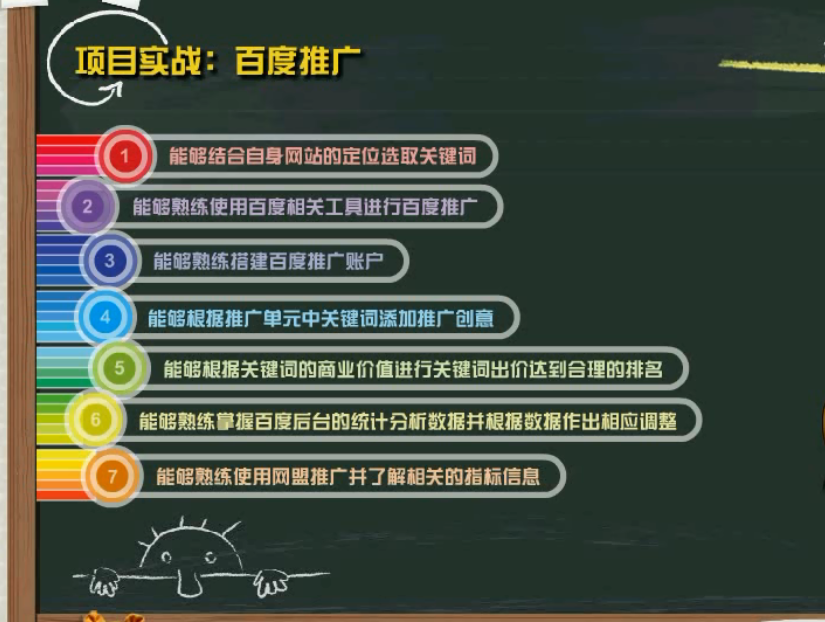 项目实战：百度推广
1 能够结合自身网站的定位选取关键词
2 能够熟练使用百度相关工具进行百度推广
3 能够熟练搭建百度推广账户
4 能够根据推广单元中关键词添加推广创意
5 能够根据关键词的商业价值进行关键词出价达到合理的排名
6 能够熟练掌握百度后台的统计分析数据并根据数据作出相应调整
7 能够熟练使用网盟推广并了解相关的指标信息